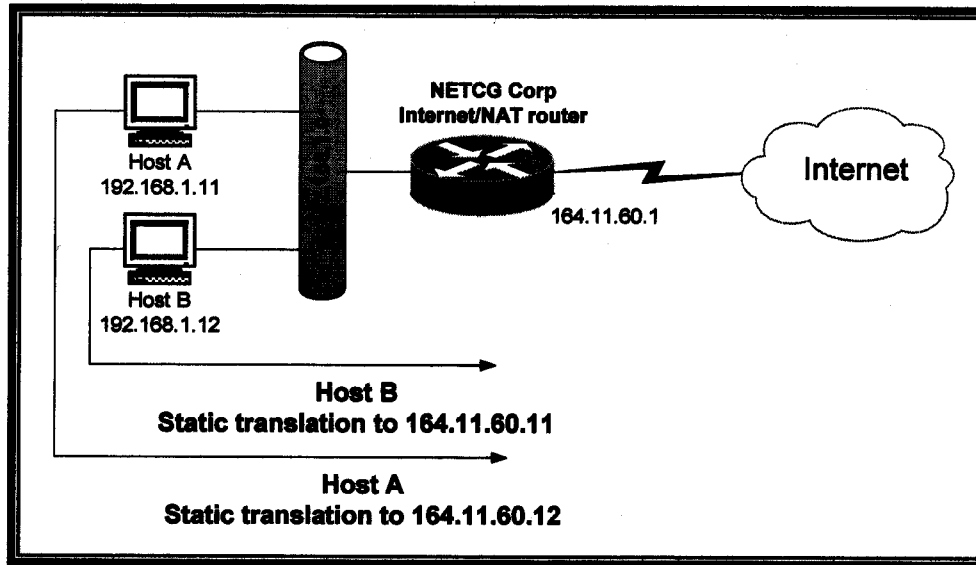 NETCG Corp
Internet/NAT router
Host A
192.168.1.11
Internet
164.11.60.1
Host B
192.168.1.12
Host B
Static translation to 164.11.60.11
Host A
Static translation to 164.11.60.12